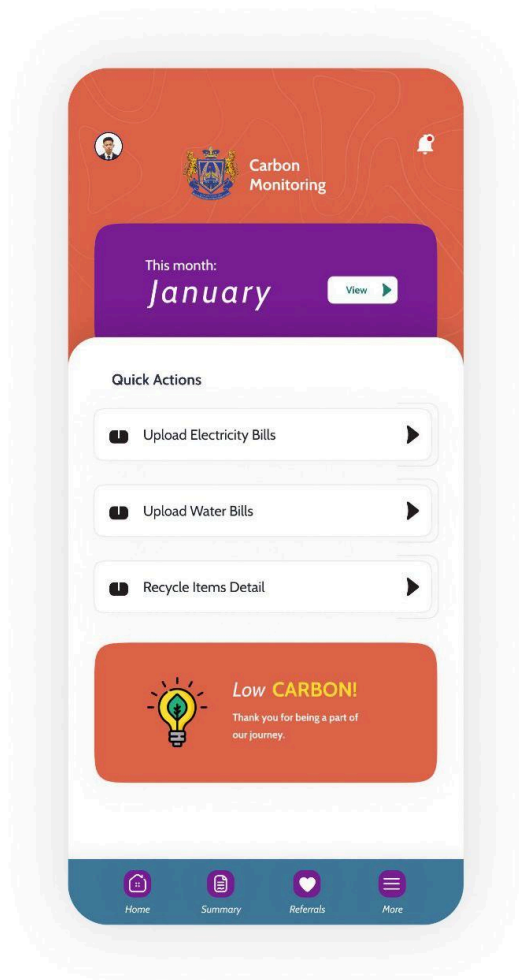 Carbon
Monitoring
This month:
January
View
Quick Actions
Upload Electricity Bills
Upload Water Bills
Recycle Items Detail
Low CARBON!
Thank you for being a part of
our journey.
Home
Summary
Referrals
More